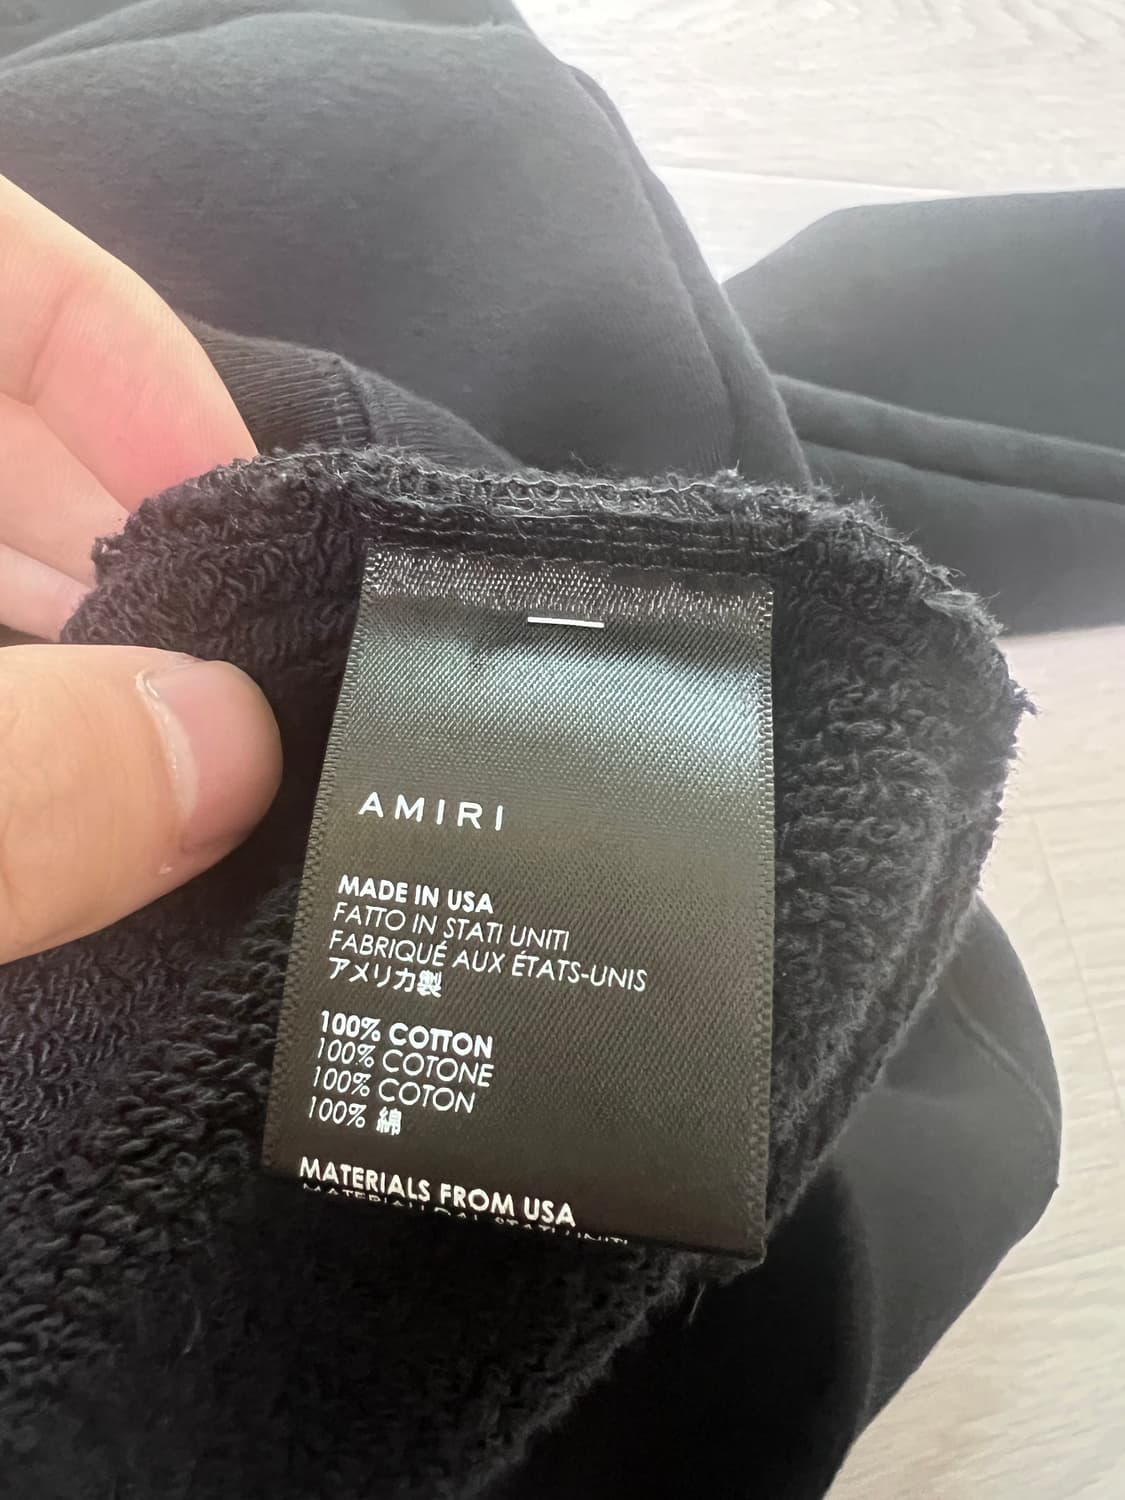 AMIRI
MADE IN USA
FATTO IN STATI UNITI
FABRIQUÉ AUX ÉTATS-UNIS
アメリカ製
100% COTTON
100% COTONE
100% COTON
100% 綿
MATERIALS FROM USA